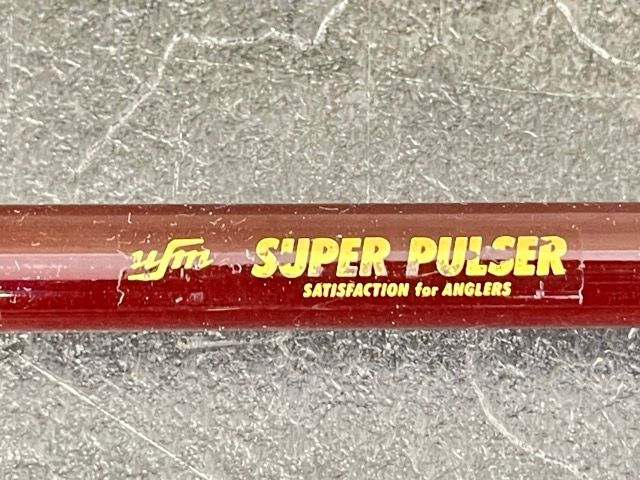 ufm SUPER PULSER
SATISFACTION for ANGLERS